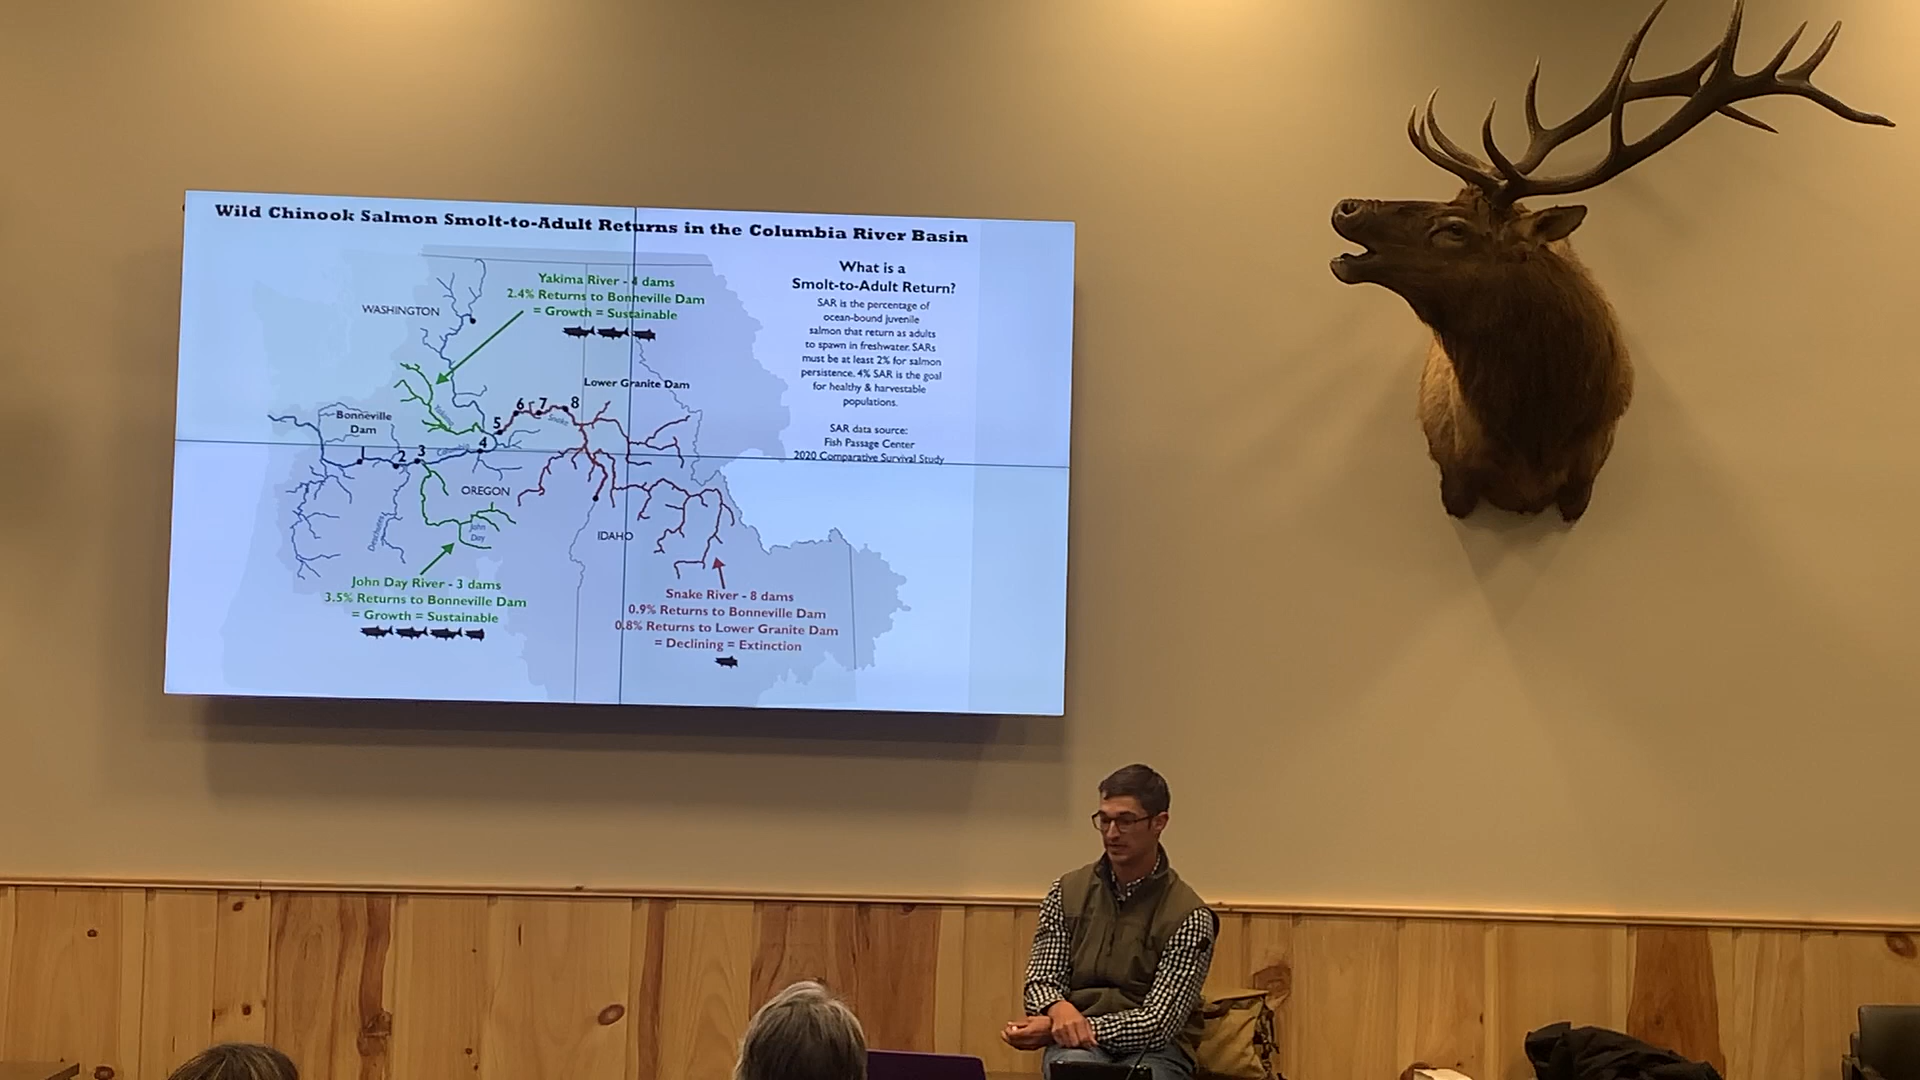 Wild Chinook Salmon Smolt-to-Adult Returns in the Columbia River Basin
What is a
Smolt-to-Adult Return?
SAR is the percentage of
ocean-bound juvenile
salmon that return as adults
to spawn in freshwater. SARs
must be at least 2% for salmon
persistence. 4% SAR is the goal
for healthy & harvestable
populations.
SAR data source:
Fish Passage Center
2020 Comparative Survival Study
Yakima River - 4 dams
2.4% Returns to Bonneville Dam
= Growth = Sustainable
WASHINGTON
Lower Granite Dam
Bonneville
Dam
1
2
3
4
5
6
7
8
Yakima
Snake
Columbia
OREGON
Deschutes
John
Day
IDAHO
John Day River - 3 dams
3.5% Returns to Bonneville Dam
= Growth = Sustainable
Snake River - 8 dams
0.9% Returns to Bonneville Dam
0.8% Returns to Lower Granite Dam
= Declining = Extinction